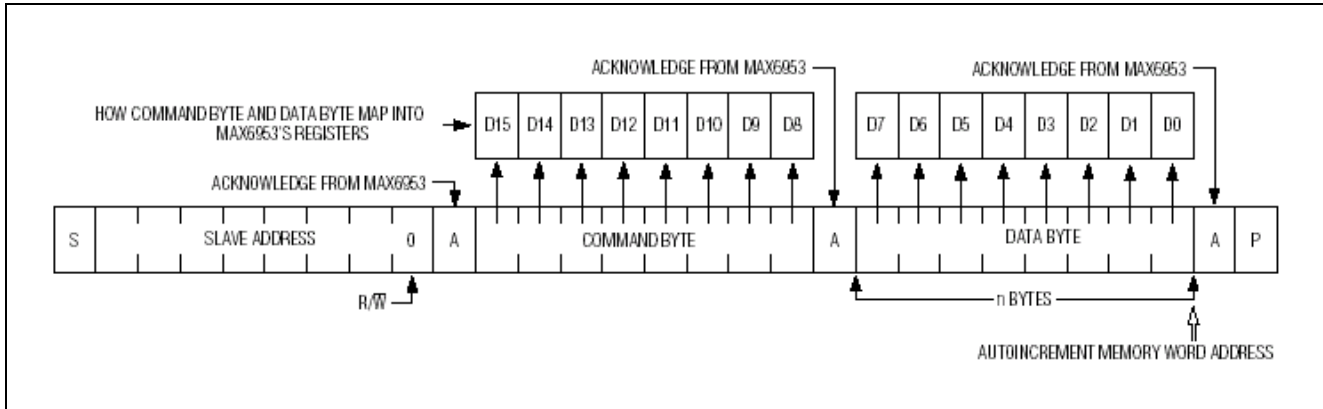 ACKNOWLEDGE FROM MAX6953
ACKNOWLEDGE FROM MAX6953
HOW COMMAND BYTE AND DATA BYTE MAP INTO
MAX6953'S REGISTERS
D15 D14 D13 D12 D11 D10 D9 D8
D7 D6 D5 D4 D3 D2 D1 D0
ACKNOWLEDGE FROM MAX6953
S SLAVE ADDRESS 0 A COMMAND BYTE A DATA BYTE A P
R/W̅
n BYTES
AUTOINCREMENT MEMORY WORD ADDRESS